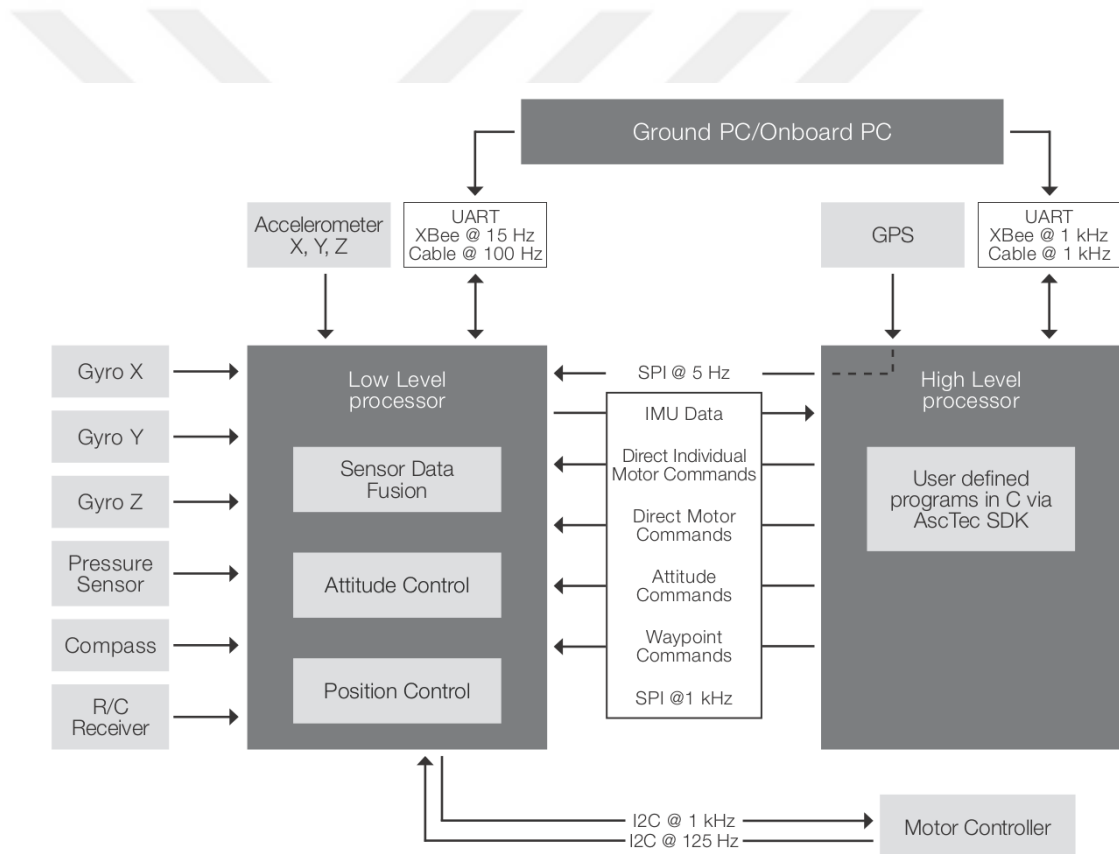 Ground PC/Onboard PC
Accelerometer
X, Y, Z
UART
XBee @ 15 Hz
Cable @ 100 Hz
GPS
UART
XBee @ 1 kHz
Cable @ 1 kHz
Gyro X
Gyro Y
Gyro Z
Pressure
Sensor
Compass
R/C
Receiver
Low Level
processor
Sensor Data
Fusion
Attitude Control
Position Control
SPI @ 5 Hz
IMU Data
Direct Individual
Motor Commands
Direct Motor
Commands
Attitude
Commands
Waypoint
Commands
SPI @1 kHz
High Level
processor
User defined
programs in C via
AscTec SDK
I2C @ 1 kHz
I2C @ 125 Hz
Motor Controller